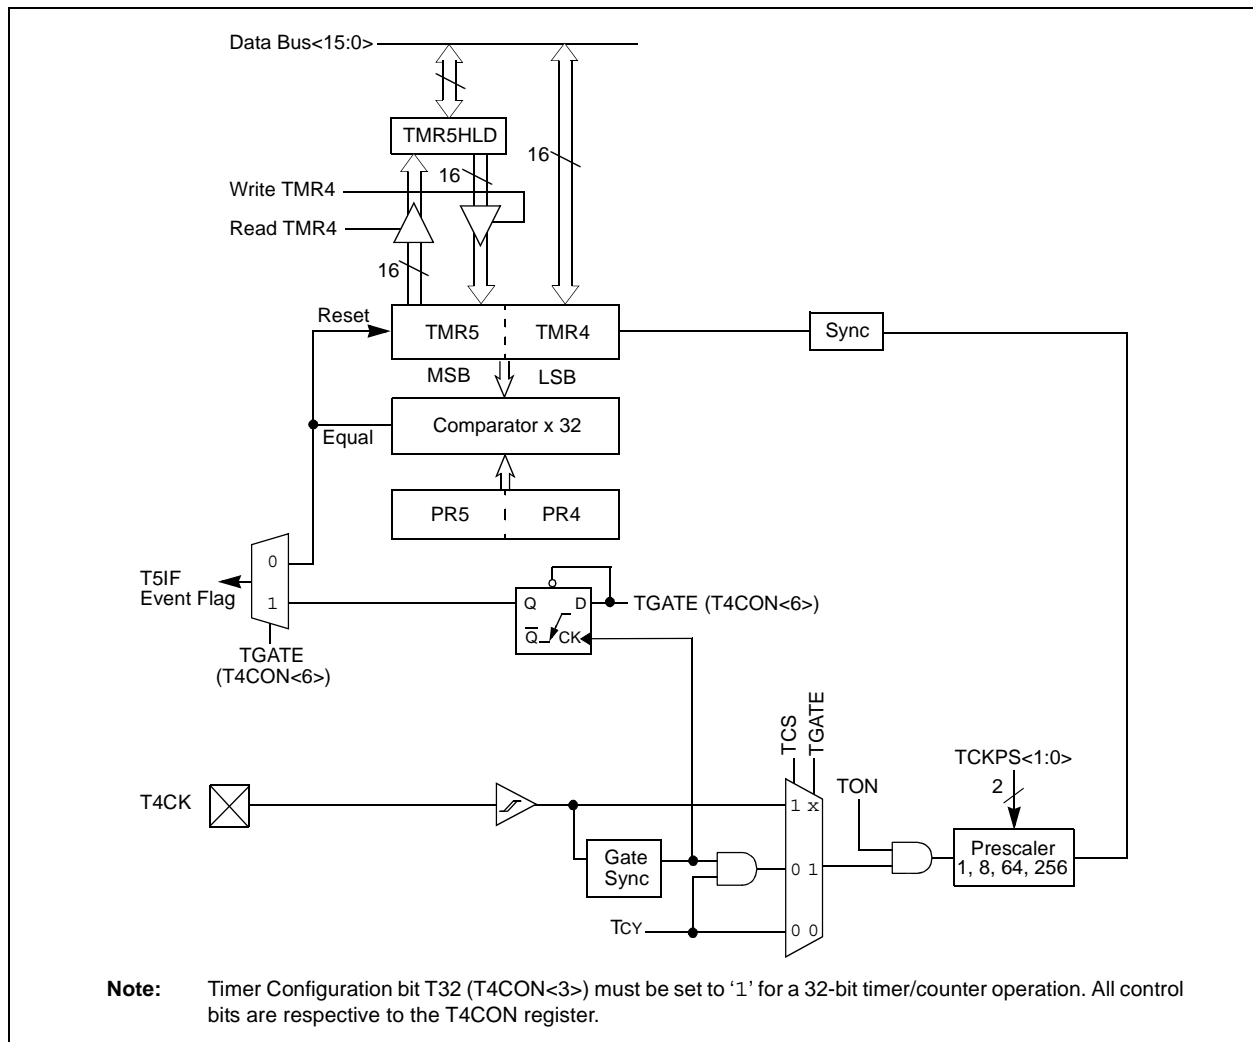 Data Bus<15:0>
TMR5HLD
16
16
Write TMR4
Read TMR4
16
Reset
TMR5
TMR4
Sync
MSB
LSB
Equal
Comparator x 32
PR5
PR4
0
1
T5IF
Event Flag
TGATE
(T4CON<6>)
Q
D
Q
CK
TGATE (T4CON<6>)
TCS
TGATE
TCKPS<1:0>
2
TON
T4CK
1 x
Gate
Sync
0 1
Prescaler
1, 8, 64, 256
TCY
0 0
Note: Timer Configuration bit T32 (T4CON<3>) must be set to ‘1’ for a 32-bit timer/counter operation. All control
bits are respective to the T4CON register.